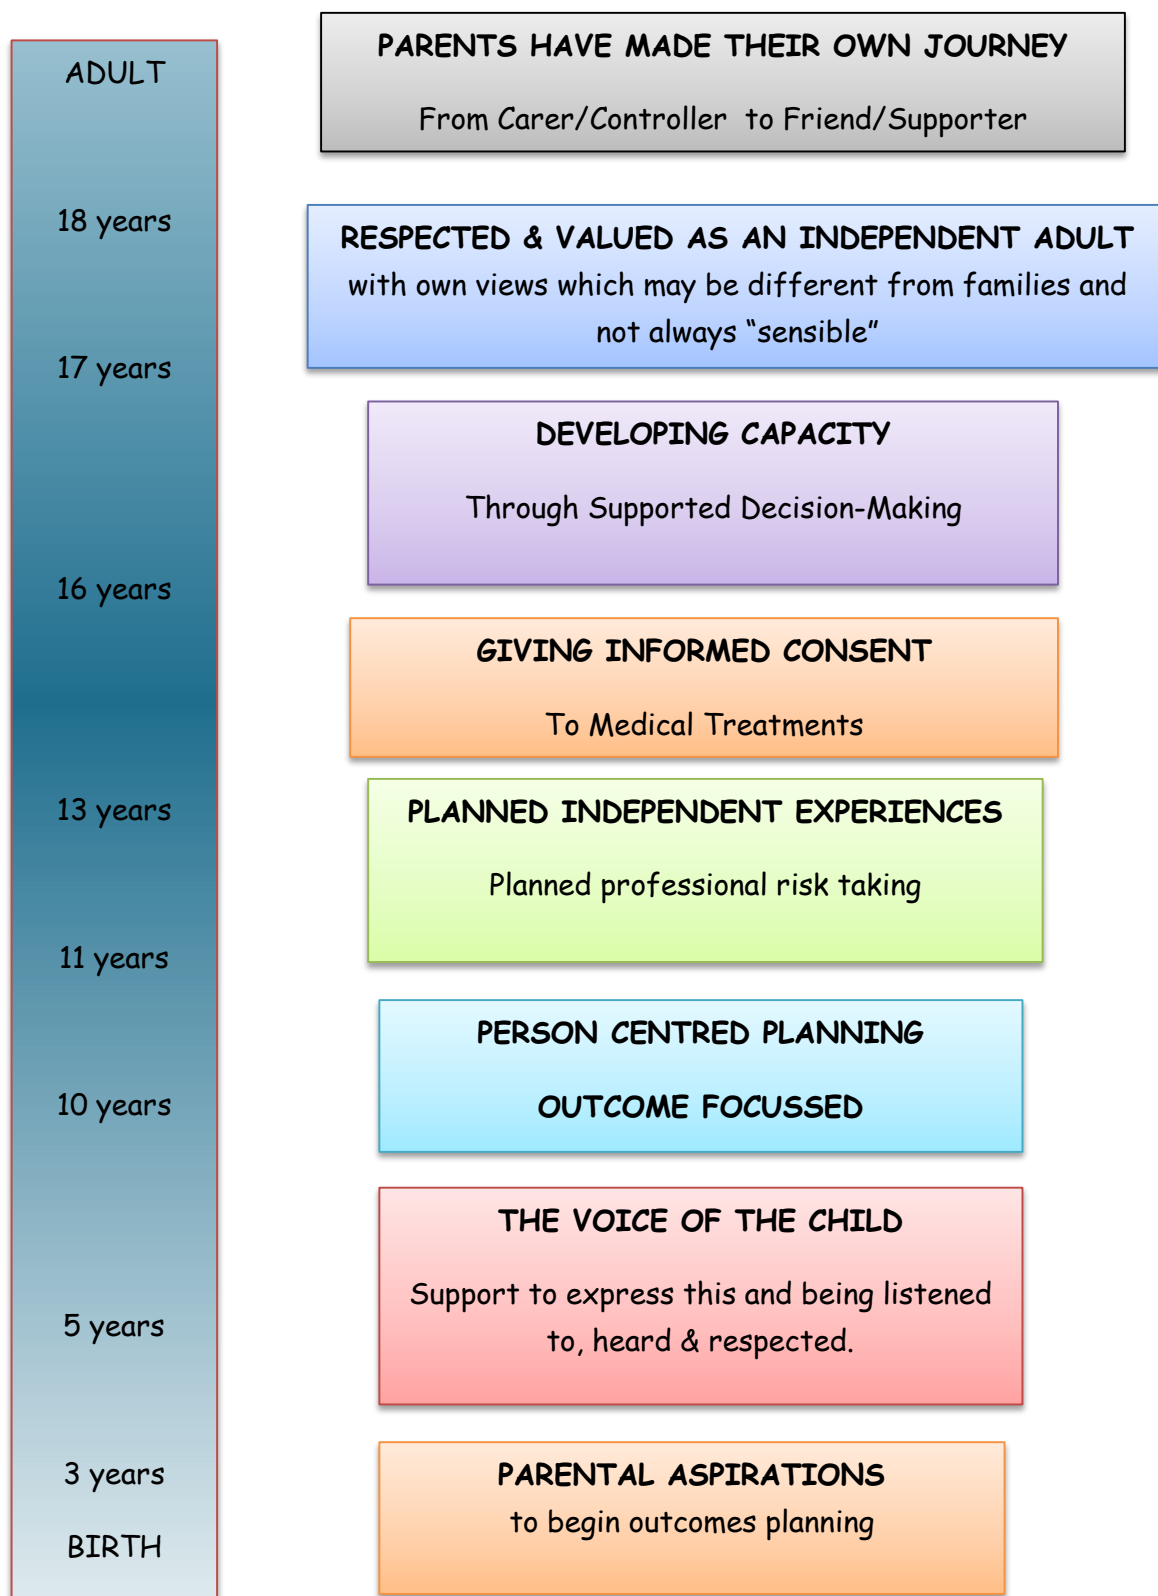 ADULT
18 years
17 years
16 years
13 years
11 years
10 years
5 years
3 years
BIRTH
PARENTS HAVE MADE THEIR OWN JOURNEY
From Carer/Controller to Friend/Supporter
RESPECTED & VALUED AS AN INDEPENDENT ADULT
with own views which may be different from families and
not always “sensible”
DEVELOPING CAPACITY
Through Supported Decision-Making
GIVING INFORMED CONSENT
To Medical Treatments
PLANNED INDEPENDENT EXPERIENCES
Planned professional risk taking
PERSON CENTRED PLANNING
OUTCOME FOCUSSED
THE VOICE OF THE CHILD
Support to express this and being listened
to, heard & respected.
PARENTAL ASPIRATIONS
to begin outcomes planning